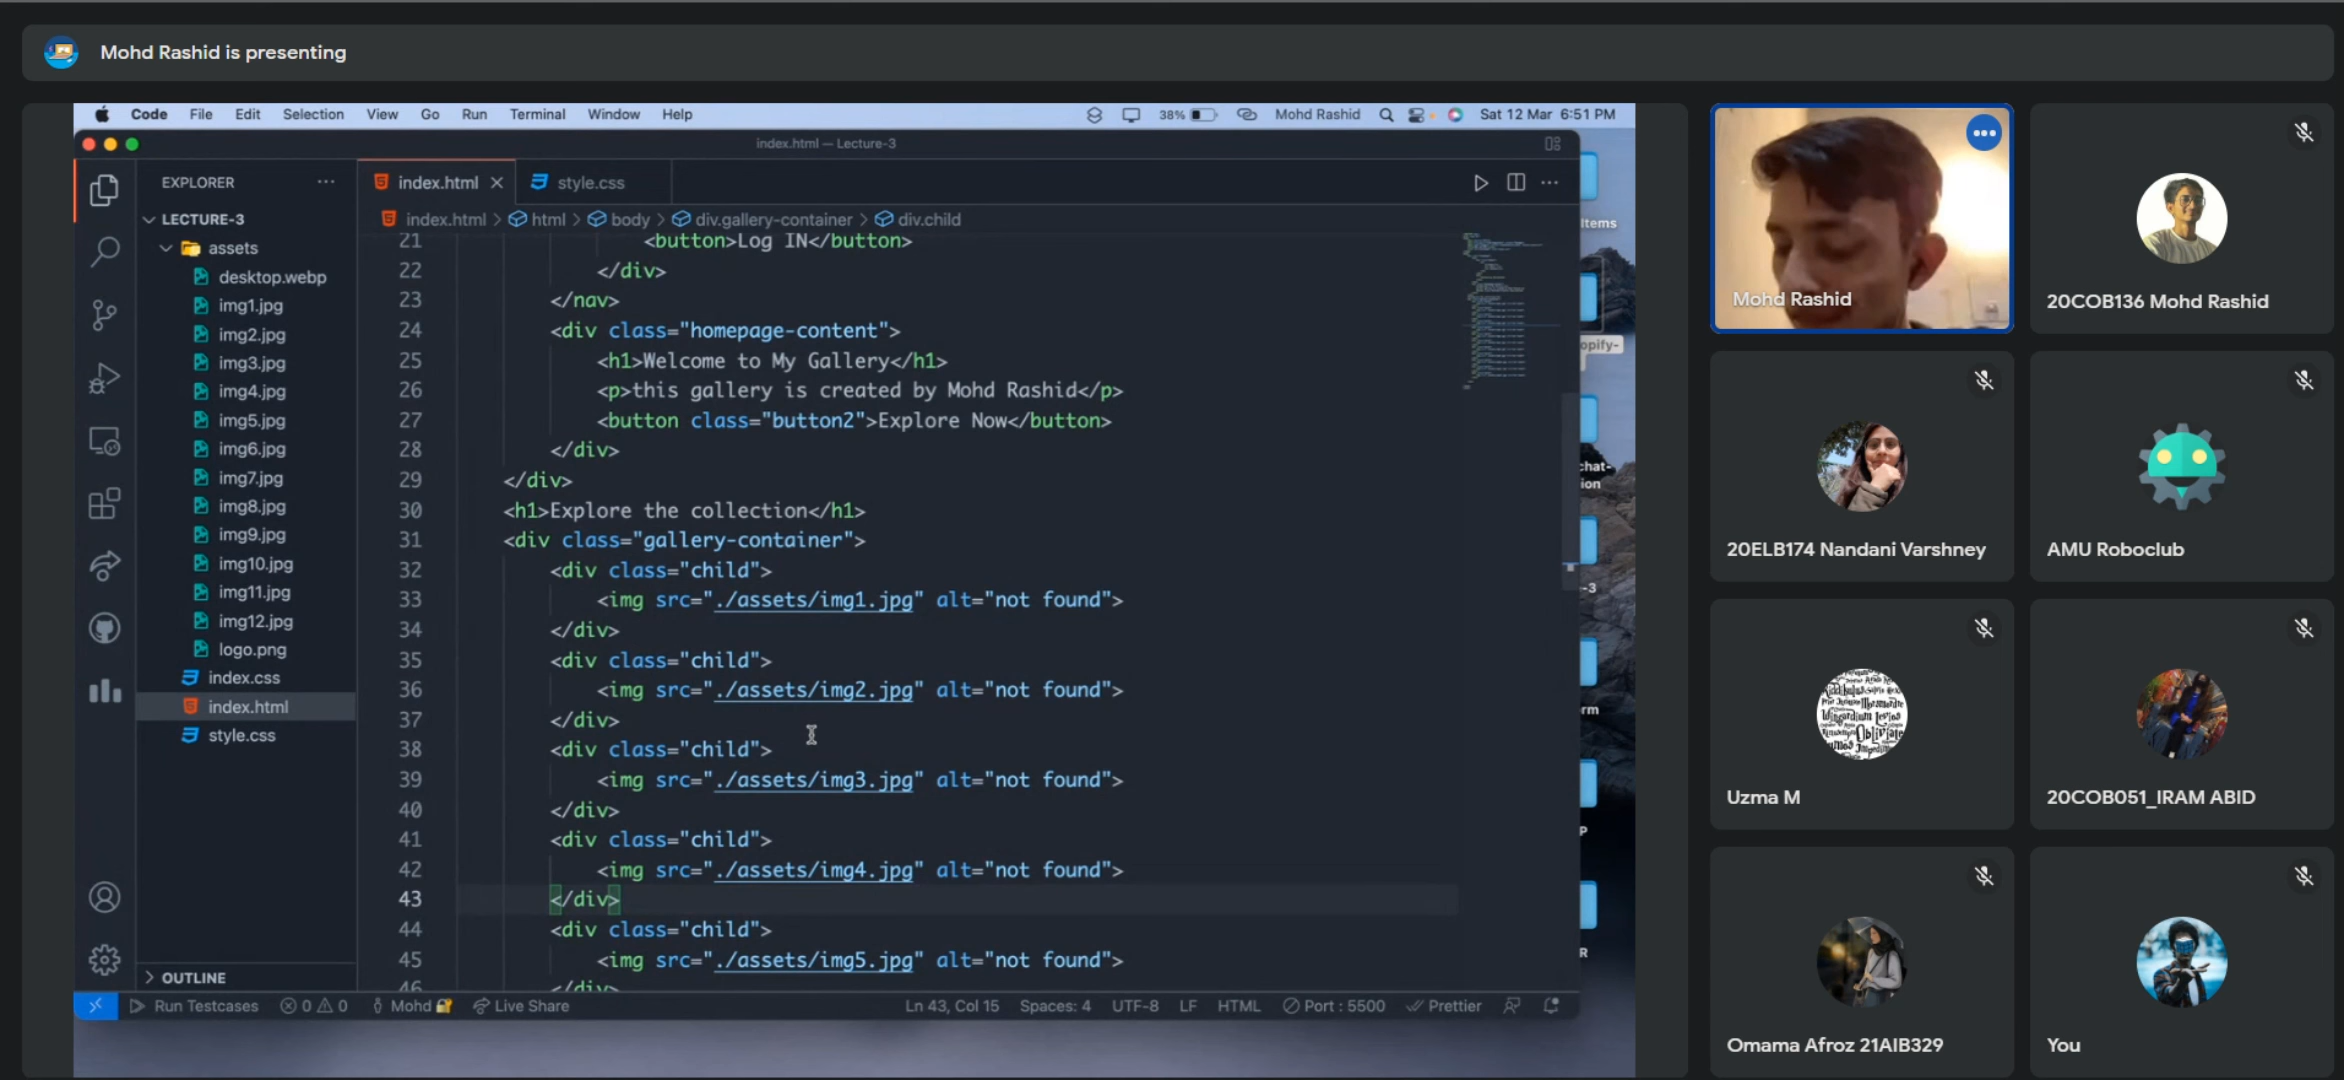 Mohd Rashid is presenting
Code File Edit Selection View Go Run Terminal Window Help 38% Mohd Rashid Sat 12 Mar 6:51 PM
index.html — Lecture-3
EXPLORER ···
LECTURE-3
assets
desktop.webp
img1.jpg
img2.jpg
img3.jpg
img4.jpg
img5.jpg
img6.jpg
img7.jpg
img8.jpg
img9.jpg
img10.jpg
img11.jpg
img12.jpg
logo.png
index.css
index.html
style.css
OUTLINE
index.html style.css
index.html > html > body > div.gallery-container > div.child
21 <button>Log IN</button>
22 </div>
23 </nav>
24 <div class="homepage-content">
25 <h1>Welcome to My Gallery</h1>
26 <p>this gallery is created by Mohd Rashid</p>
27 <button class="button2">Explore Now</button>
28 </div>
29 </div>
30 <h1>Explore the collection</h1>
31 <div class="gallery-container">
32 <div class="child">
33 <img src="./assets/img1.jpg" alt="not found">
34 </div>
35 <div class="child">
36 <img src="./assets/img2.jpg" alt="not found">
37 </div>
38 <div class="child">
39 <img src="./assets/img3.jpg" alt="not found">
40 </div>
41 <div class="child">
42 <img src="./assets/img4.jpg" alt="not found">
43 </div>
44 <div class="child">
45 <img src="./assets/img5.jpg" alt="not found">
46 </div>
Run Testcases 0 0 Mohd Live Share Ln 43, Col 15 Spaces: 4 UTF-8 LF HTML Port : 5500 Prettier
Items
opify-
chat-
ion
-3
rm
P
R
Mohd Rashid
20COB136 Mohd Rashid
20ELB174 Nandani Varshney
AMU Roboclub
Wingardium
Uzma M
20COB051_IRAM ABID
Omama Afroz 21AIB329
You